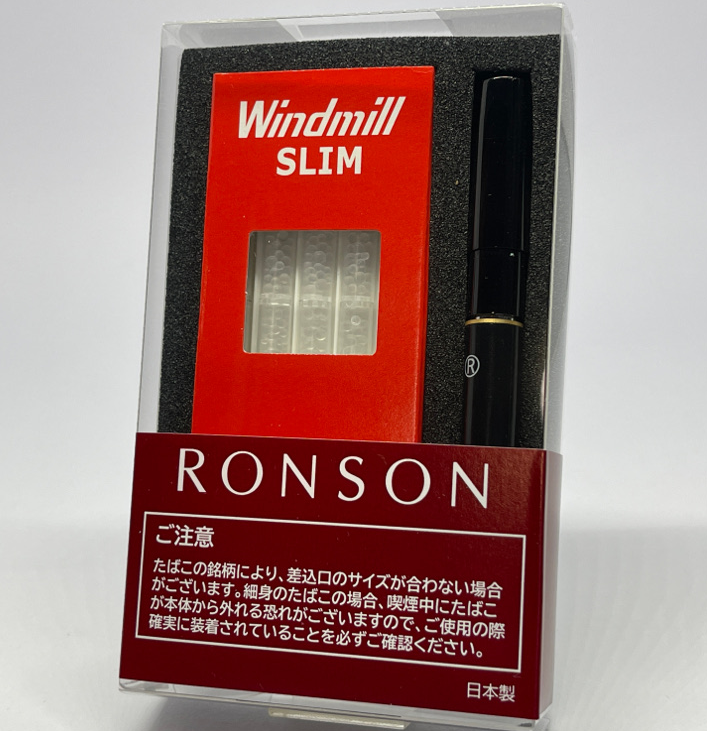 Windmill
SLIM
®
RONSON
ご注意
たばこの銘柄により、差込口のサイズが合わない場合
がございます。細身のたばこの場合、喫煙中にたばこ
が本体から外れる恐れがございますので、ご使用の際
確実に装着されていることを必ずご確認ください。
日本製